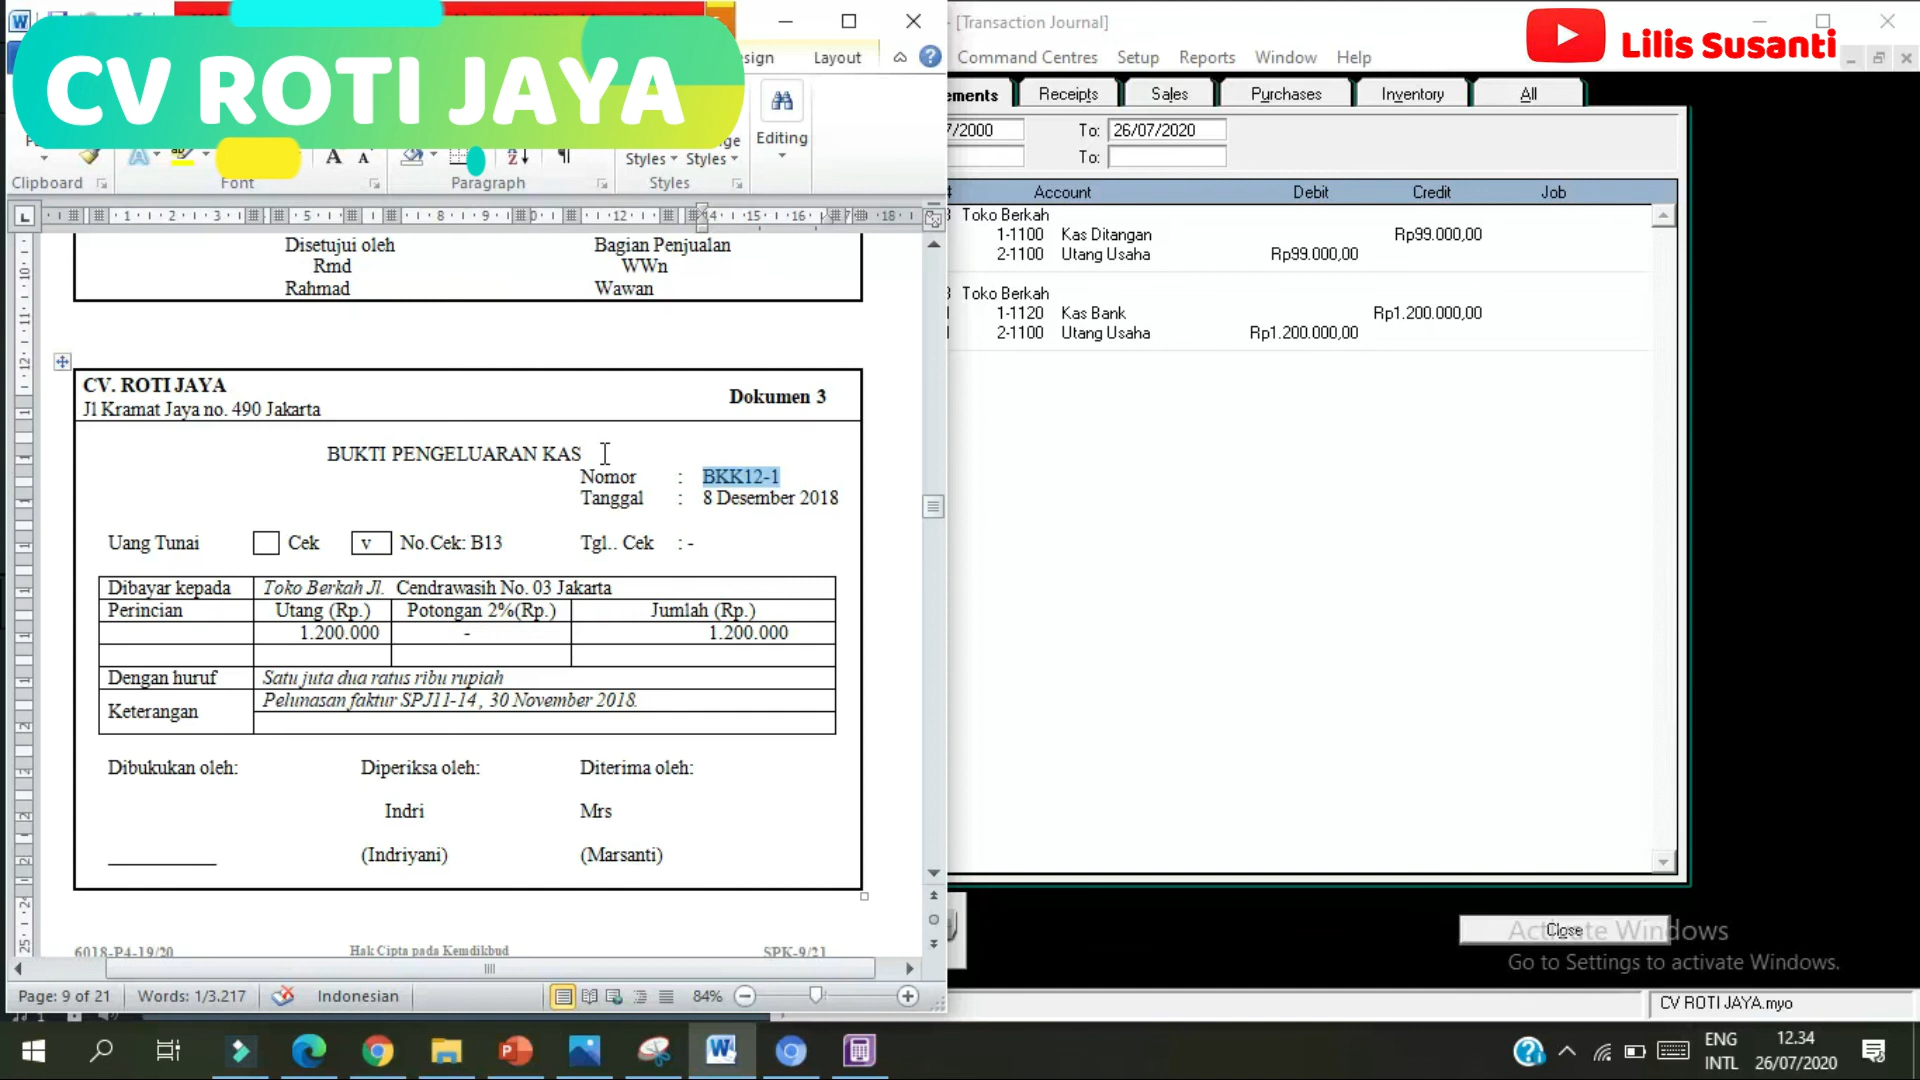 CV ROTI JAYA
sign
Layout
Editing
Styles
Styles
Clipboard
Font
Paragraph
Styles
Disetujui oleh
Bagian Penjualan
Rmd
WWn
Rahmad
Wawan
CV. ROTI JAYA
Dokumen 3
Jl Kramat Jaya no. 490 Jakarta
BUKTI PENGELUARAN KAS
Nomor : BKK12-1
Tanggal : 8 Desember 2018
Uang Tunai Cek v No.Cek: B13 Tgl.. Cek : -
Dibayar kepada Toko Berkah Jl. Cendrawasih No. 03 Jakarta
Perincian Utang (Rp.) Potongan 2%(Rp.) Jumlah (Rp.)
1.200.000 - 1.200.000
Dengan huruf Satu juta dua ratus ribu rupiah
Keterangan Pelunasan faktur SPJ11-14 , 30 November 2018.
Dibukukan oleh: Diperiksa oleh: Diterima oleh:
Indri Mrs
(Indriyani) (Marsanti)
6018-P4-19/20 Hak Cipta pada Kemdikbud SPK-9/21
Page: 9 of 21 Words: 1/3.217 Indonesian 84%
- [Transaction Journal]
Lilis Susanti
Command Centres Setup Reports Window Help
ements Receipts Sales Purchases Inventory All
7/2000 To: 26/07/2020
To:
Account Debit Credit Job
Toko Berkah
1-1100 Kas Ditangan Rp99.000,00
2-1100 Utang Usaha Rp99.000,00
Toko Berkah
1-1120 Kas Bank Rp1.200.000,00
2-1100 Utang Usaha Rp1.200.000,00
Close
Activate Windows
Go to Settings to activate Windows.
CV ROTI JAYA.myo
ENG
INTL
12.34
26/07/2020